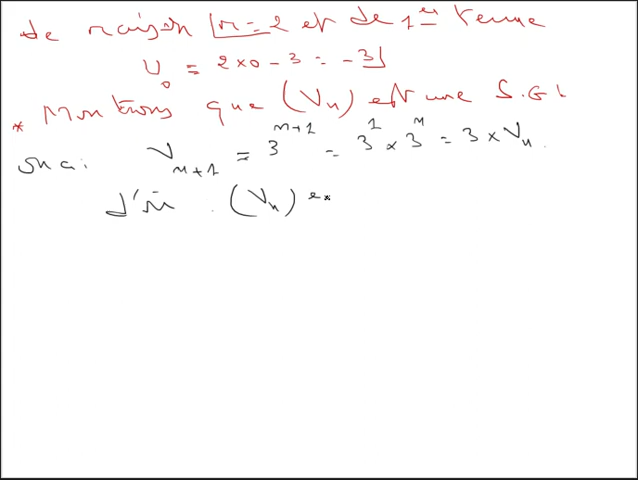 de raison r = 2 et de 1er terme
U0 = 2×0 - 3 = -3
* Montrons que (Vn) est une S.G
on a: Vn+1 = 3^n+1 = 3^1 × 3^n = 3 × Vn.
d'où (Vn) es